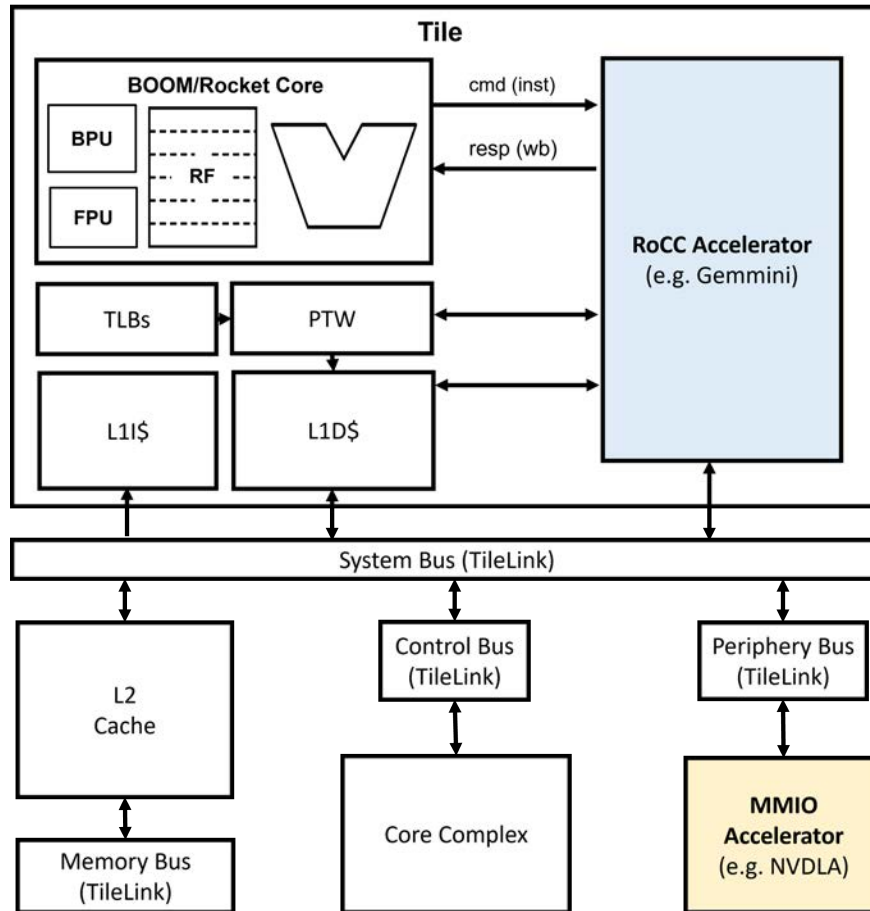 Tile
BOOM/Rocket Core
BPU
FPU
RF
cmd (inst)
resp (wb)
RoCC Accelerator
(e.g. Gemmini)
TLBs
PTW
L1I$
L1D$
System Bus (TileLink)
L2
Cache
Control Bus
(TileLink)
Periphery Bus
(TileLink)
Memory Bus
(TileLink)
Core Complex
MMIO
Accelerator
(e.g. NVDLA)